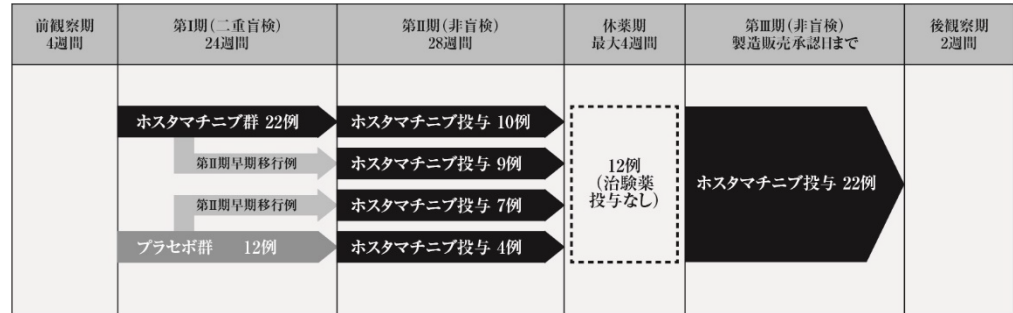 前観察期
4週間
第Ⅰ期(二重盲検)
24週間
第Ⅱ期(非盲検)
28週間
休薬期
最大4週間
第Ⅲ期(非盲検)
製造販売承認日まで
後観察期
2週間
ホスタマチニブ群 22例
ホスタマチニブ投与 10例
第Ⅱ期早期移行例
ホスタマチニブ投与 9例
第Ⅱ期早期移行例
ホスタマチニブ投与 7例
プラセボ群 12例
ホスタマチニブ投与 4例
12例
(治験薬
投与なし)
ホスタマチニブ投与 22例